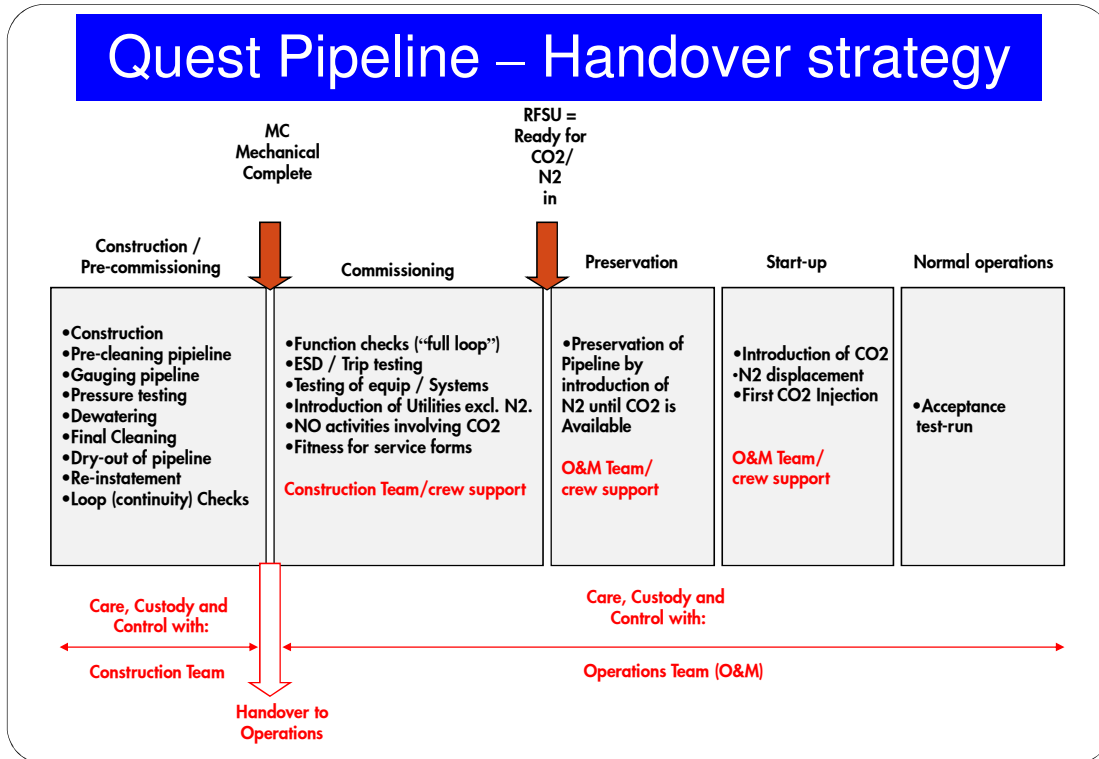 Quest Pipeline – Handover strategy
MC
Mechanical
Complete
RFSU =
Ready for
CO2/
N2
in
Construction /
Pre-commissioning
Commissioning
Preservation
Start-up
Normal operations
•Construction
•Pre-cleaning pipieline
•Gauging pipeline
•Pressure testing
•Dewatering
•Final Cleaning
•Dry-out of pipeline
•Re-instatement
•Loop (continuity) Checks
•Function checks (“full loop”)
•ESD / Trip testing
•Testing of equip / Systems
•Introduction of Utilities excl. N2.
•NO activities involving CO2
•Fitness for service forms
Construction Team/crew support
•Preservation of
Pipeline by
introduction of
N2 until CO2 is
Available
O&M Team/
crew support
•Introduction of CO2
•N2 displacement
•First CO2 Injection
O&M Team/
crew support
•Acceptance
test-run
Care, Custody and
Control with:
Construction Team
Care, Custody and
Control with:
Operations Team (O&M)
Handover to
Operations